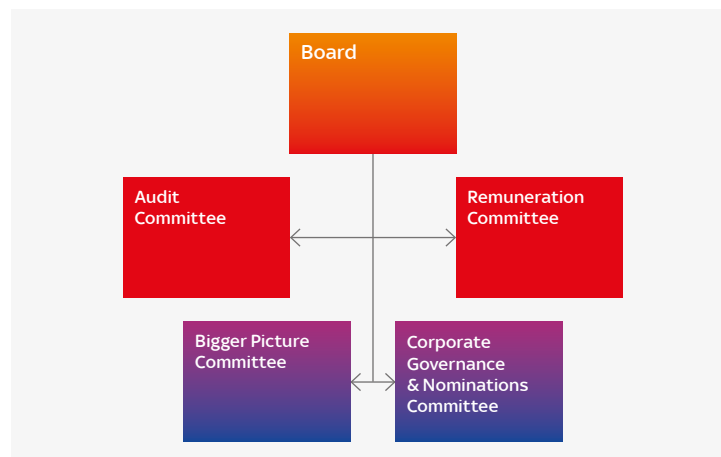 Board
Audit
Committee
Remuneration
Committee
Bigger Picture
Committee
Corporate
Governance
& Nominations
Committee